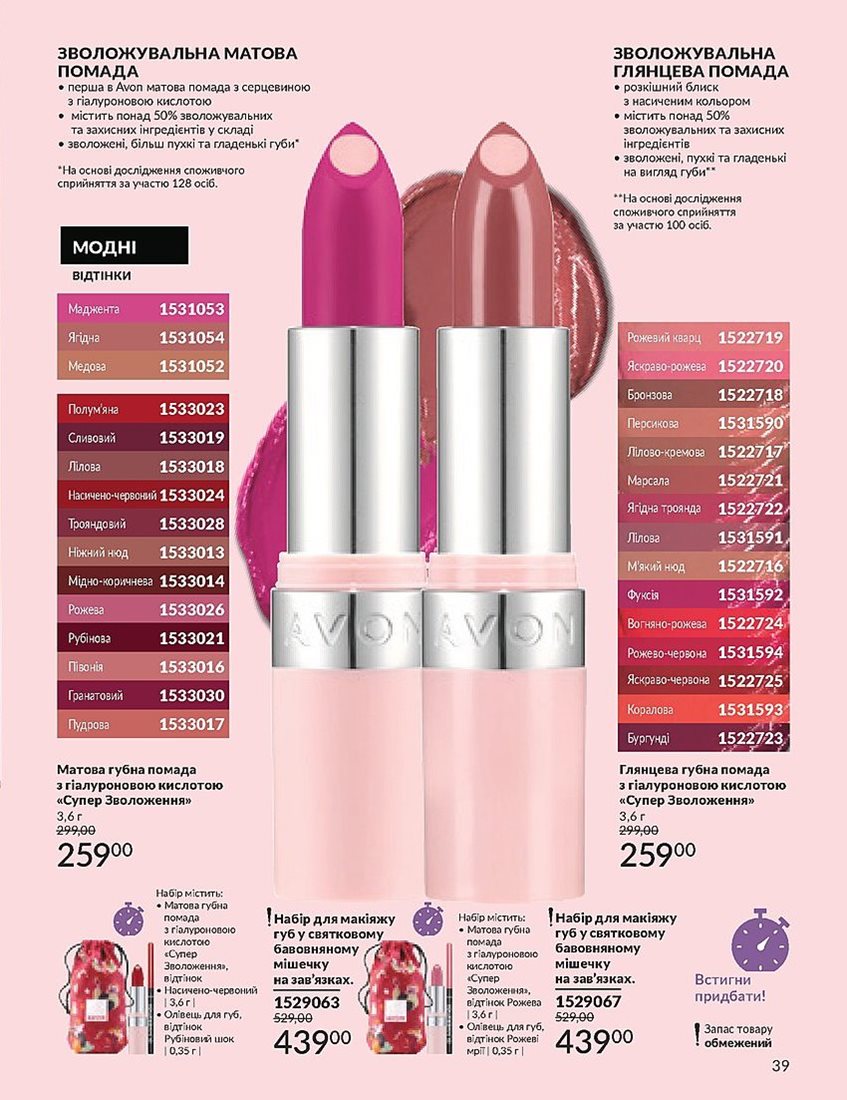 ЗВОЛОЖУВАЛЬНА МАТОВА
ПОМАДА
• перша в Avon матова помада з серцевиною
з гіалуроновою кислотою
• містить понад 50% зволожувальних
та захисних інгредієнтів у складі
• зволожені, більш пухкі та гладенькі губи*
*На основі дослідження споживчого
сприйняття за участю 128 осіб.
ЗВОЛОЖУВАЛЬНА
ГЛЯНЦЕВА ПОМАДА
• розкішний блиск
з насиченим кольором
• містить понад 50%
зволожувальних та захисних
інгредієнтів
• зволожені, пухкі та гладенькі
на вигляд губи**
**На основі дослідження
споживчого сприйняття
за участю 100 осіб.
МОДНІ
ВІДТІНКИ
Маджента 1531053
Ягідна 1531054
Медова 1531052
Полум'яна 1533023
Сливовий 1533019
Лілова 1533018
Насичено-червоний 1533024
Трояндовий 1533028
Ніжний нюд 1533013
Мідно-коричнева 1533014
Рожева 1533026
Рубінова 1533021
Півонія 1533016
Гранатовий 1533030
Пудрова 1533017
Рожевий кварц 1522719
Яскраво-рожева 1522720
Бронзова 1522718
Персикова 1531590
Лілово-кремова 1522717
Марсала 1522721
Ягідна троянда 1522722
Лілова 1531591
М'який нюд 1522716
Фуксія 1531592
Вогняно-рожева 1522724
Рожево-червона 1531594
Яскраво-червона 1522725
Коралова 1531593
Бургунді 1522723
AVON
AVON
Матова губна помада
з гіалуроновою кислотою
«Супер Зволоження»
3,6 г
299,00
259⁰⁰
Глянцева губна помада
з гіалуроновою кислотою
«Супер Зволоження»
3,6 г
299,00
259⁰⁰
Набір містить:
• Матова губна
помада
з гіалуроновою
кислотою
«Супер
Зволоження»,
відтінок
• Насичено-червоний
| 3,6 г |
• Олівець для губ,
відтінок
Рубіновий шок
| 0,35 г |
! Набір для макіяжу
губ у святковому
бавовняному
мішечку
на зав'язках.
1529063
529,00
439⁰⁰
Набір містить:
• Матова губна
помада
з гіалуроновою
кислотою
«Супер
Зволоження»,
відтінок Рожева
| 3,6 г |
• Олівець для губ,
відтінок Рожеві
мрії | 0,35 г |
! Набір для макіяжу
губ у святковому
бавовняному
мішечку
на зав'язках.
1529067
529,00
439⁰⁰
Встигни
придбати!
! Запас товару
обмежений
39